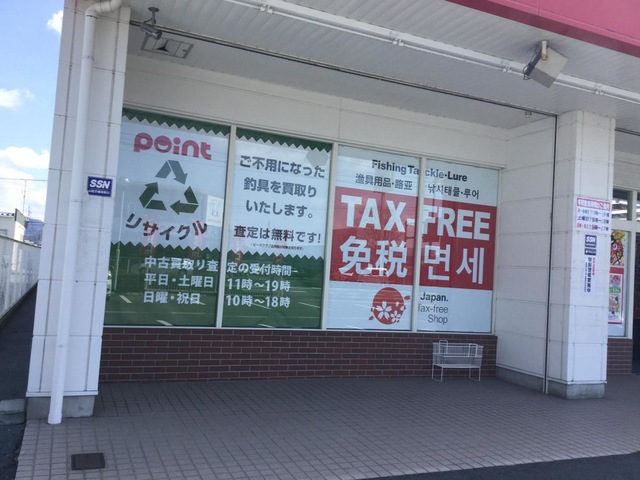 point
リサイクル
ご不用になった
釣具を買取り
いたします。
査定は無料です!
中古買取り査定の受付時間
平日・土曜日 11時～19時
日曜・祝日 10時～18時
Fishing Tackle・Lure
渔具用品・路亚
낚시태클・루어
TAX-FREE
免税 면세
Japan.
Tax-free
Shop
SSN
SSN